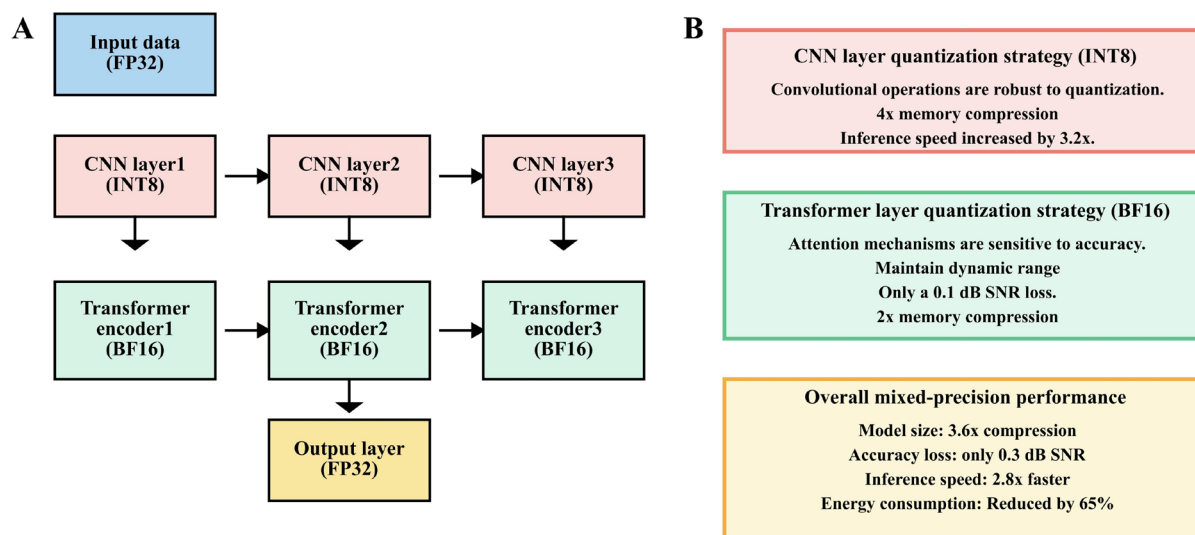 A
Input data
(FP32)
CNN layer1
(INT8)
CNN layer2
(INT8)
CNN layer3
(INT8)
Transformer
encoder1
(BF16)
Transformer
encoder2
(BF16)
Transformer
encoder3
(BF16)
Output layer
(FP32)
B
CNN layer quantization strategy (INT8)
Convolutional operations are robust to quantization.
4x memory compression
Inference speed increased by 3.2x.
Transformer layer quantization strategy (BF16)
Attention mechanisms are sensitive to accuracy.
Maintain dynamic range
Only a 0.1 dB SNR loss.
2x memory compression
Overall mixed-precision performance
Model size: 3.6x compression
Accuracy loss: only 0.3 dB SNR
Inference speed: 2.8x faster
Energy consumption: Reduced by 65%